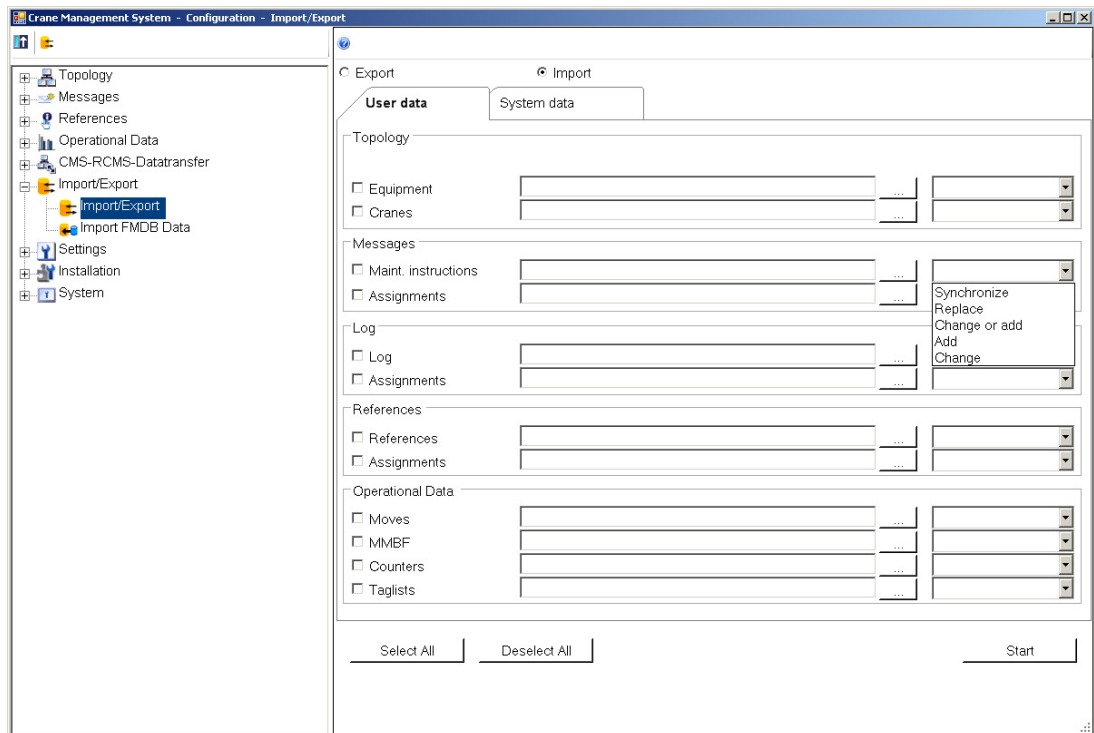 Crane Management System - Configuration - Import/Export
Topology
Messages
References
Operational Data
CMS-RCMS-Datatransfer
Import/Export
Import/Export
Import FMDB Data
Settings
Installation
System
Export Import
User data System data
Topology
Equipment ...
Cranes ...
Messages
Maint. instructions ...
Assignments ...
Synchronize
Replace
Change or add
Add
Change
Log
Log ...
Assignments ...
References
References ...
Assignments ...
Operational Data
Moves ...
MMBF ...
Counters ...
Taglists ...
Select All Deselect All Start